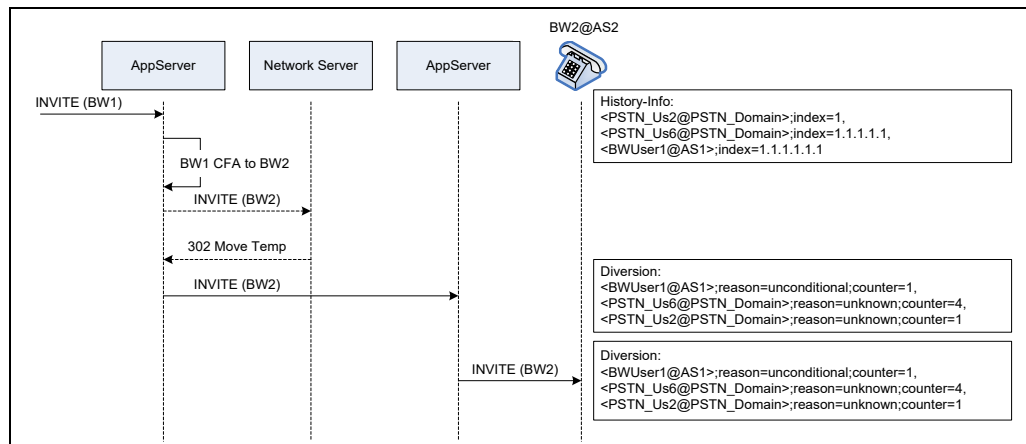 BW2@AS2
AppServer
Network Server
AppServer
INVITE (BW1)
History-Info:
<PSTN_Us2@PSTN_Domain>;index=1,
<PSTN_Us6@PSTN_Domain>;index=1.1.1.1.1,
<BWUser1@AS1>;index=1.1.1.1.1.1
BW1 CFA to BW2
INVITE (BW2)
302 Move Temp
INVITE (BW2)
Diversion:
<BWUser1@AS1>;reason=unconditional;counter=1,
<PSTN_Us6@PSTN_Domain>;reason=unknown;counter=4,
<PSTN_Us2@PSTN_Domain>;reason=unknown;counter=1
INVITE (BW2)
Diversion:
<BWUser1@AS1>;reason=unconditional;counter=1,
<PSTN_Us6@PSTN_Domain>;reason=unknown;counter=4,
<PSTN_Us2@PSTN_Domain>;reason=unknown;counter=1